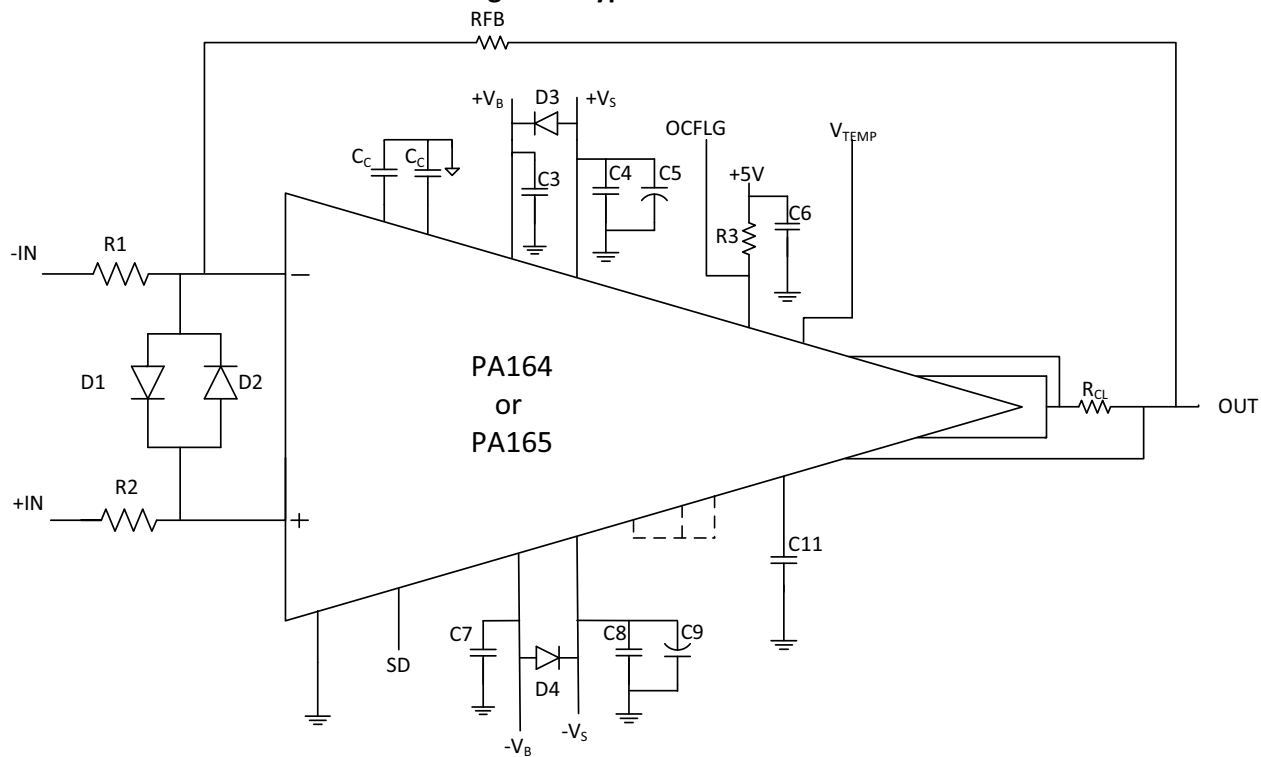 RFB
+VB
D3
+VS
OCFLG
VTEMP
CC
CC
C3
C4
C5
+5V
C6
R3
-IN
R1
−
D1
D2
PA164
or
PA165
RCL
OUT
+IN
R2
+
C11
SD
C7
D4
C8
C9
-VB
-VS